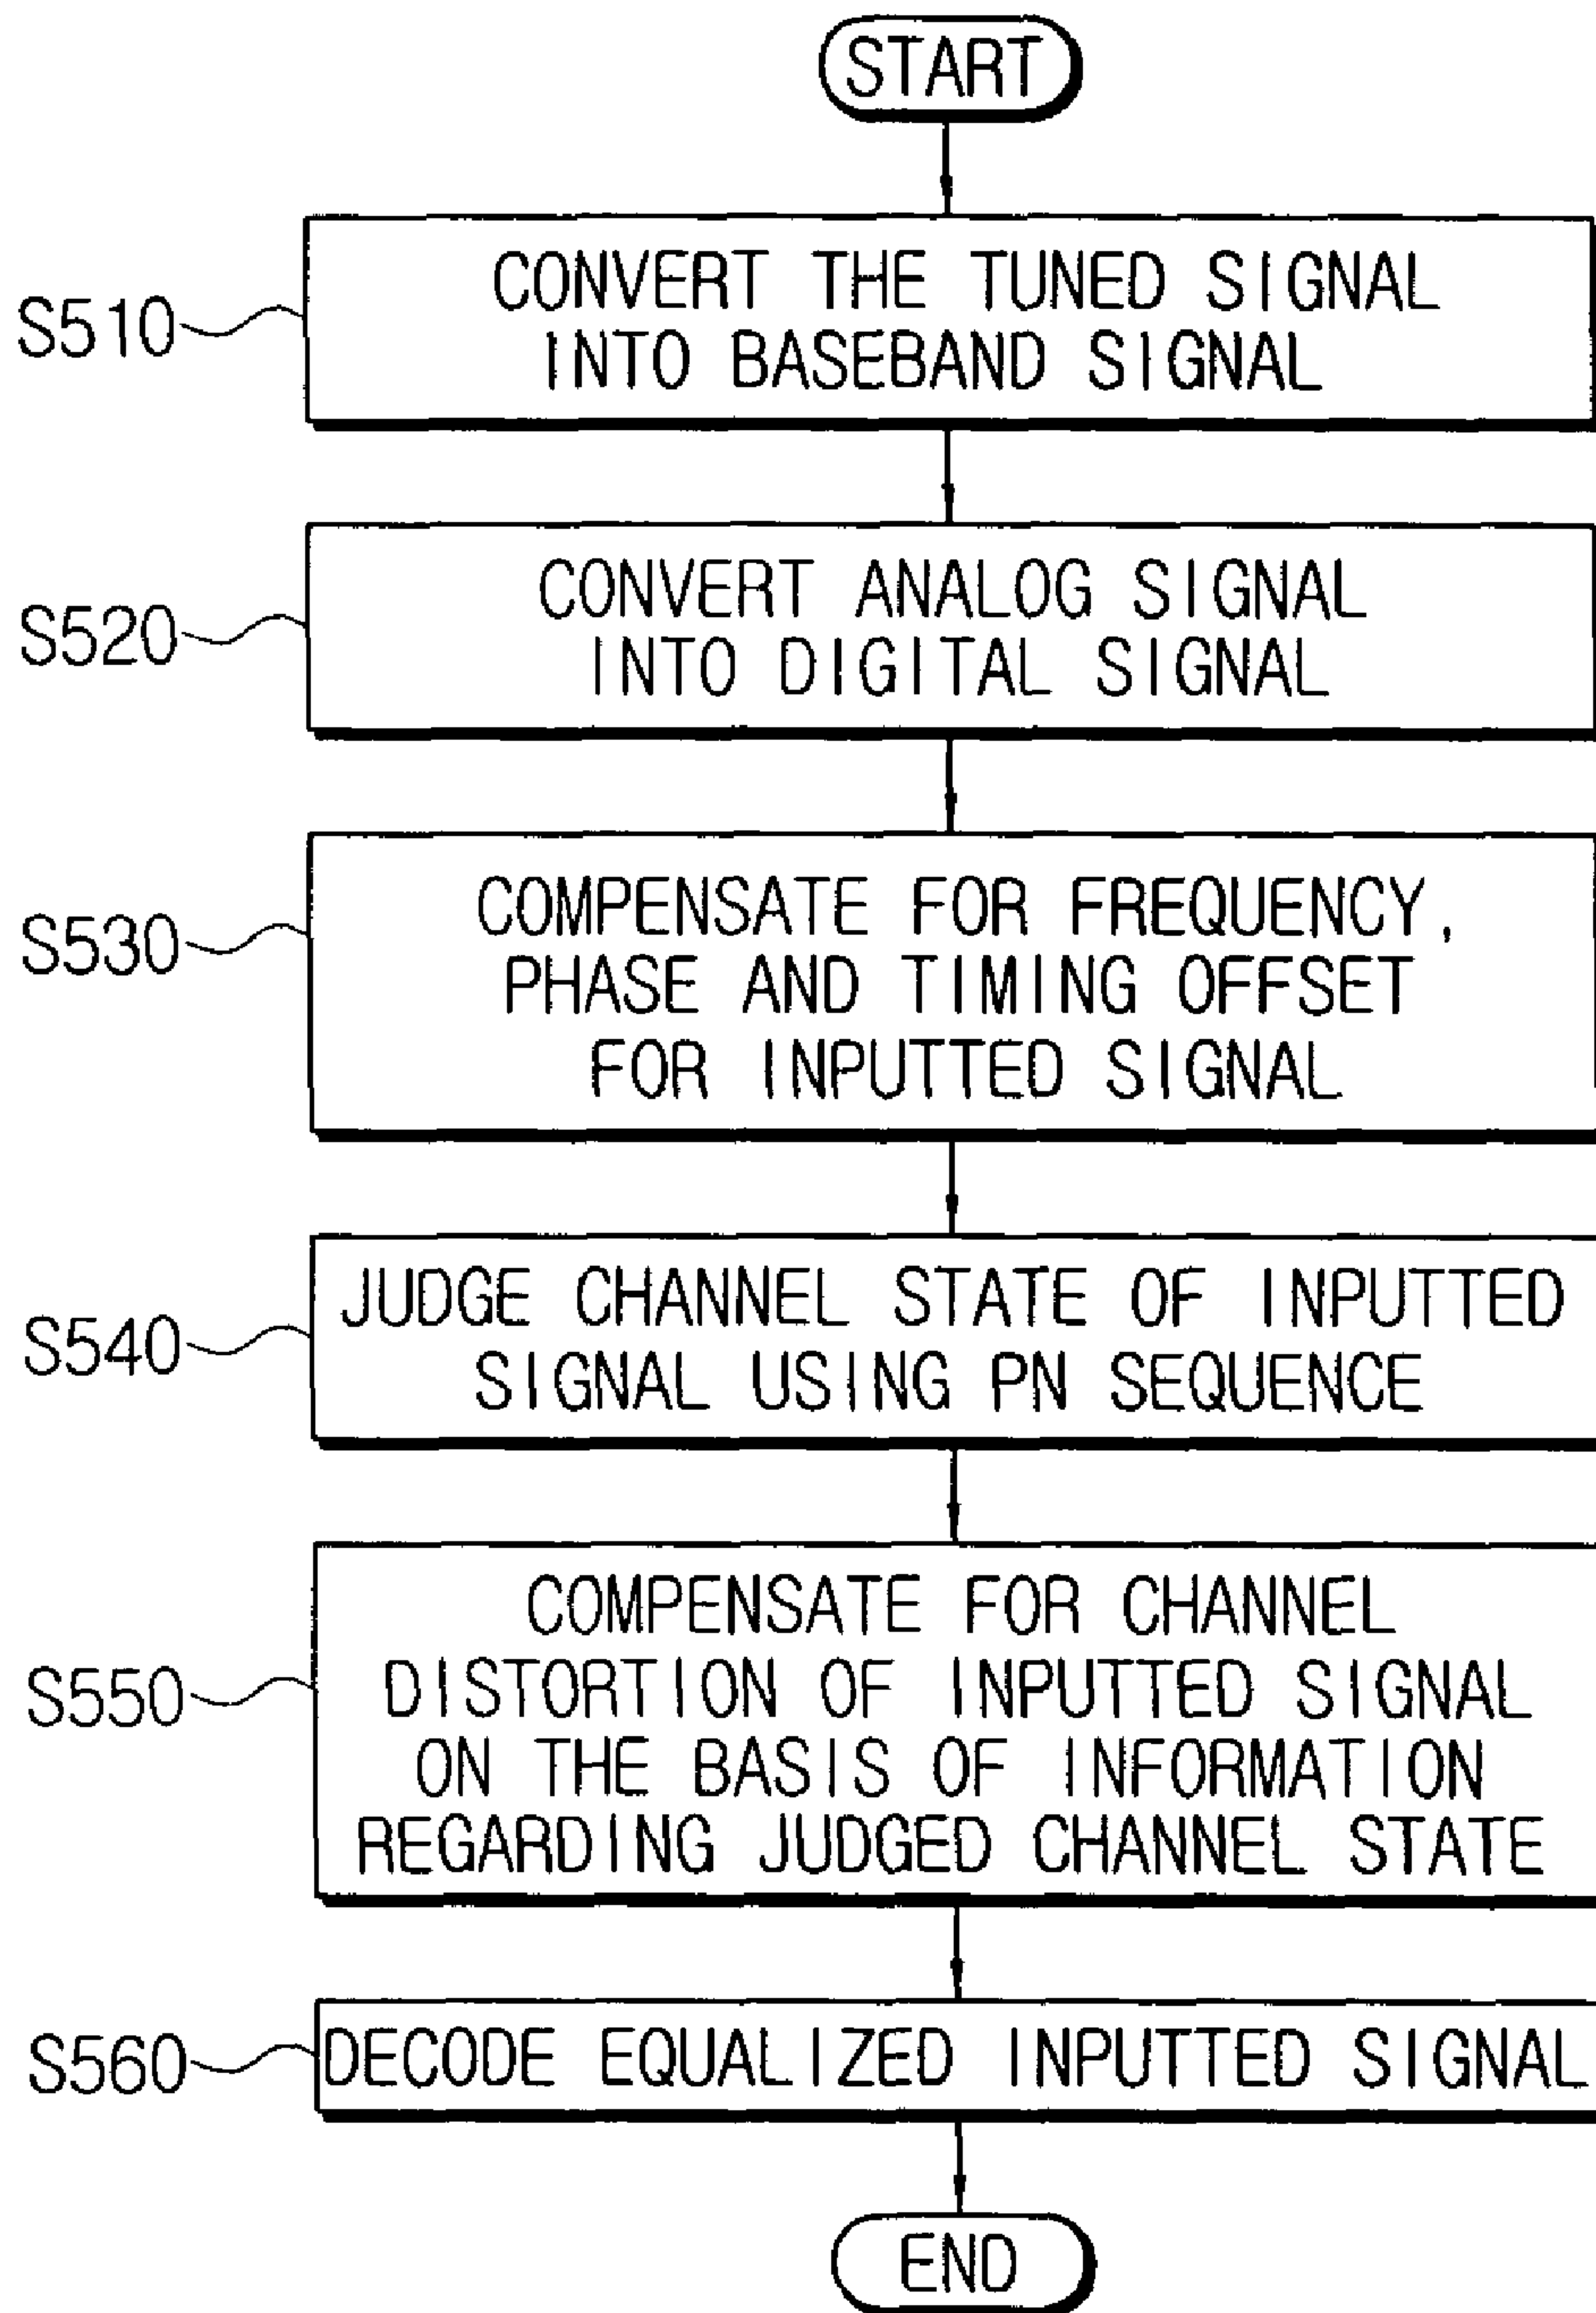 START
S510
CONVERT THE TUNED SIGNAL
INTO BASEBAND SIGNAL
S520
CONVERT ANALOG SIGNAL
INTO DIGITAL SIGNAL
S530
COMPENSATE FOR FREQUENCY,
PHASE AND TIMING OFFSET
FOR INPUTTED SIGNAL
S540
JUDGE CHANNEL STATE OF INPUTTED
SIGNAL USING PN SEQUENCE
S550
COMPENSATE FOR CHANNEL
DISTORTION OF INPUTTED SIGNAL
ON THE BASIS OF INFORMATION
REGARDING JUDGED CHANNEL STATE
S560
DECODE EQUALIZED INPUTTED SIGNAL
END